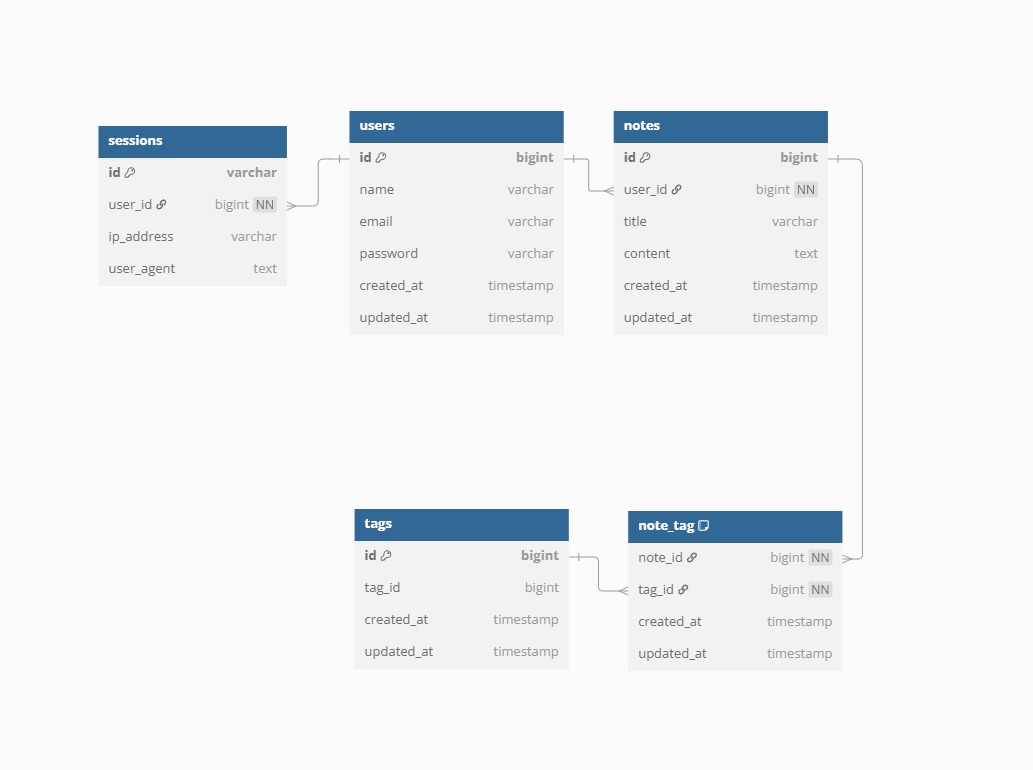 sessions
id varchar
user_id bigint NN
ip_address varchar
user_agent text
users
id bigint
name varchar
email varchar
password varchar
created_at timestamp
updated_at timestamp
notes
id bigint
user_id bigint NN
title varchar
content text
created_at timestamp
updated_at timestamp
tags
id bigint
tag_id bigint
created_at timestamp
updated_at timestamp
note_tag
note_id bigint NN
tag_id bigint NN
created_at timestamp
updated_at timestamp